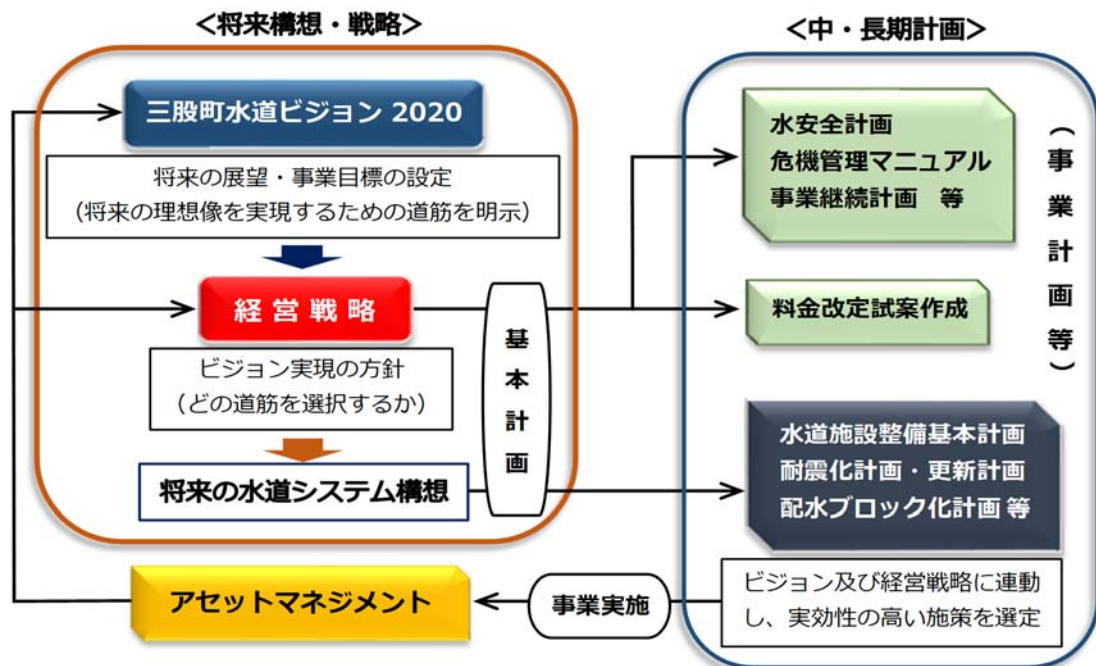 ＜将来構想・戦略＞
三股町水道ビジョン 2020
将来の展望・事業目標の設定
（将来の理想像を実現するための道筋を明示）
経営戦略
ビジョン実現の方針
（どの道筋を選択するか）
将来の水道システム構想
基本計画
＜中・長期計画＞
水安全計画
危機管理マニュアル
事業継続計画　等
料金改定試案作成
（事業計画等）
水道施設整備基本計画
耐震化計画・更新計画
配水ブロック化計画 等
ビジョン及び経営戦略に連動
し、実効性の高い施策を選定
事業実施
アセットマネジメント